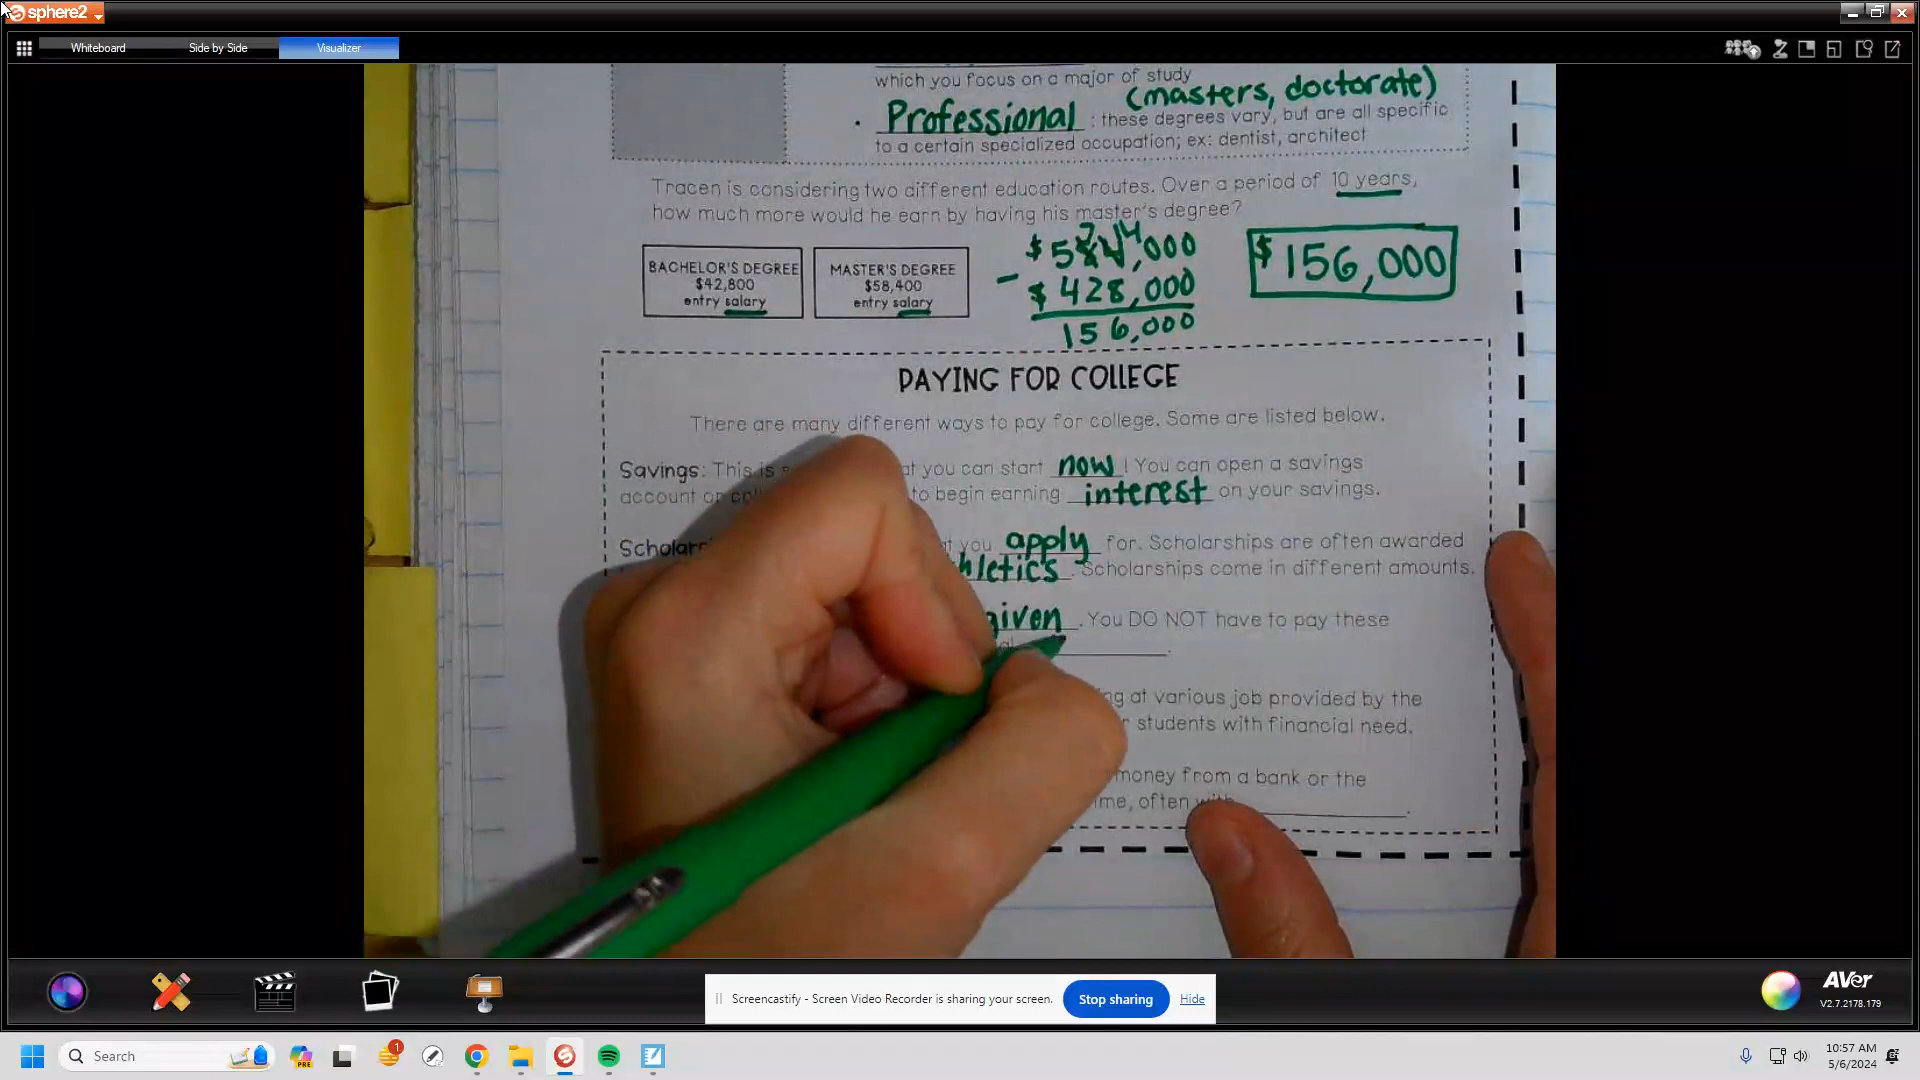 sphere2
Whiteboard Side by Side Visualizer
which you focus on a major of study
(masters, doctorate)
• Professional : these degrees vary, but are all specific
to a certain specialized occupation; ex: dentist, architect
Tracen is considering two different education routes. Over a period of 10 years,
how much more would he earn by having his master's degree?
BACHELOR'S DEGREE
$42,800
entry salary
MASTER'S DEGREE
$58,400
entry salary
7 14
$584,000
- $428,000
156,000
$156,000
PAYING FOR COLLEGE
There are many different ways to pay for college. Some are listed below.
Savings: This is you can start now! You can open a savings
account or to begin earning interest on your savings.
you apply for. Scholarships are often awarded
Scholarships come in different amounts.
given. You DO NOT have to pay these
at various job provided by the
students with financial need.
money from a bank or the
often with
Screencastify - Screen Video Recorder is sharing your screen. Stop sharing Hide
AVer
V2.7.2178.179
Search
PRE
1
10:57 AM
5/6/2024